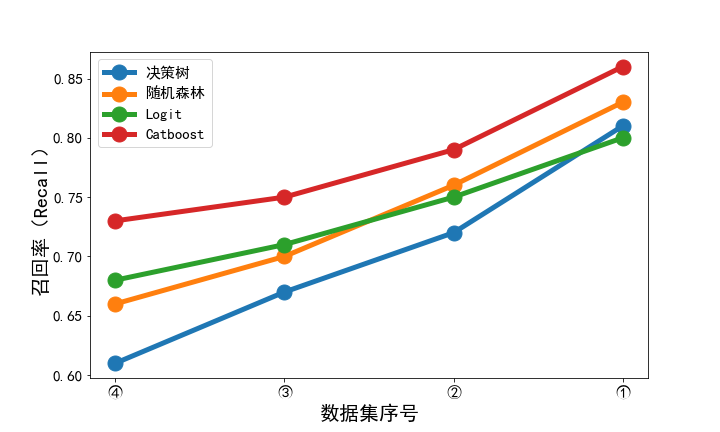 决策树
随机森林
Logit
Catboost
0.85
0.80
0.75
0.70
0.65
0.60
召回率（Recall）
④ ③ ② ①
数据集序号